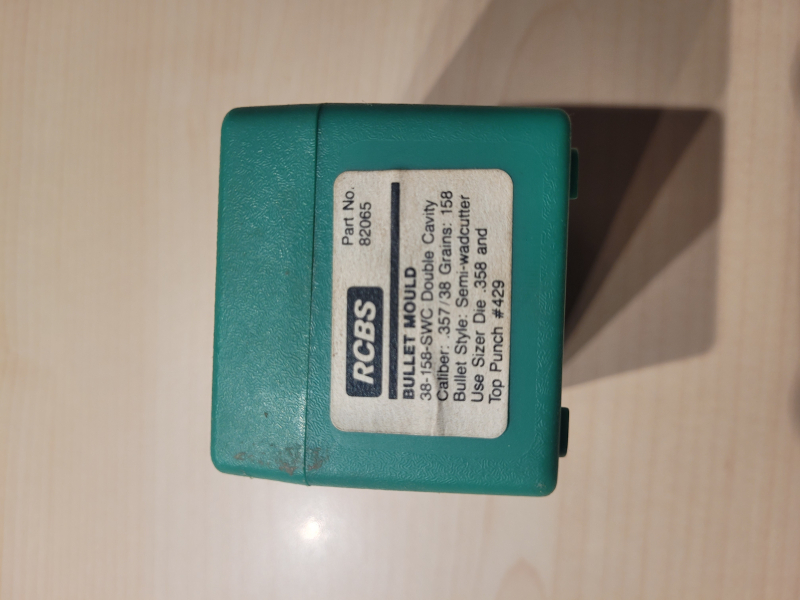 RCBS
Part No.
82065
BULLET MOULD
38-158-SWC Double Cavity
Caliber: .357/38 Grains: 158
Bullet Style: Semi-wadcutter
Use Sizer Die .358 and
Top Punch #429